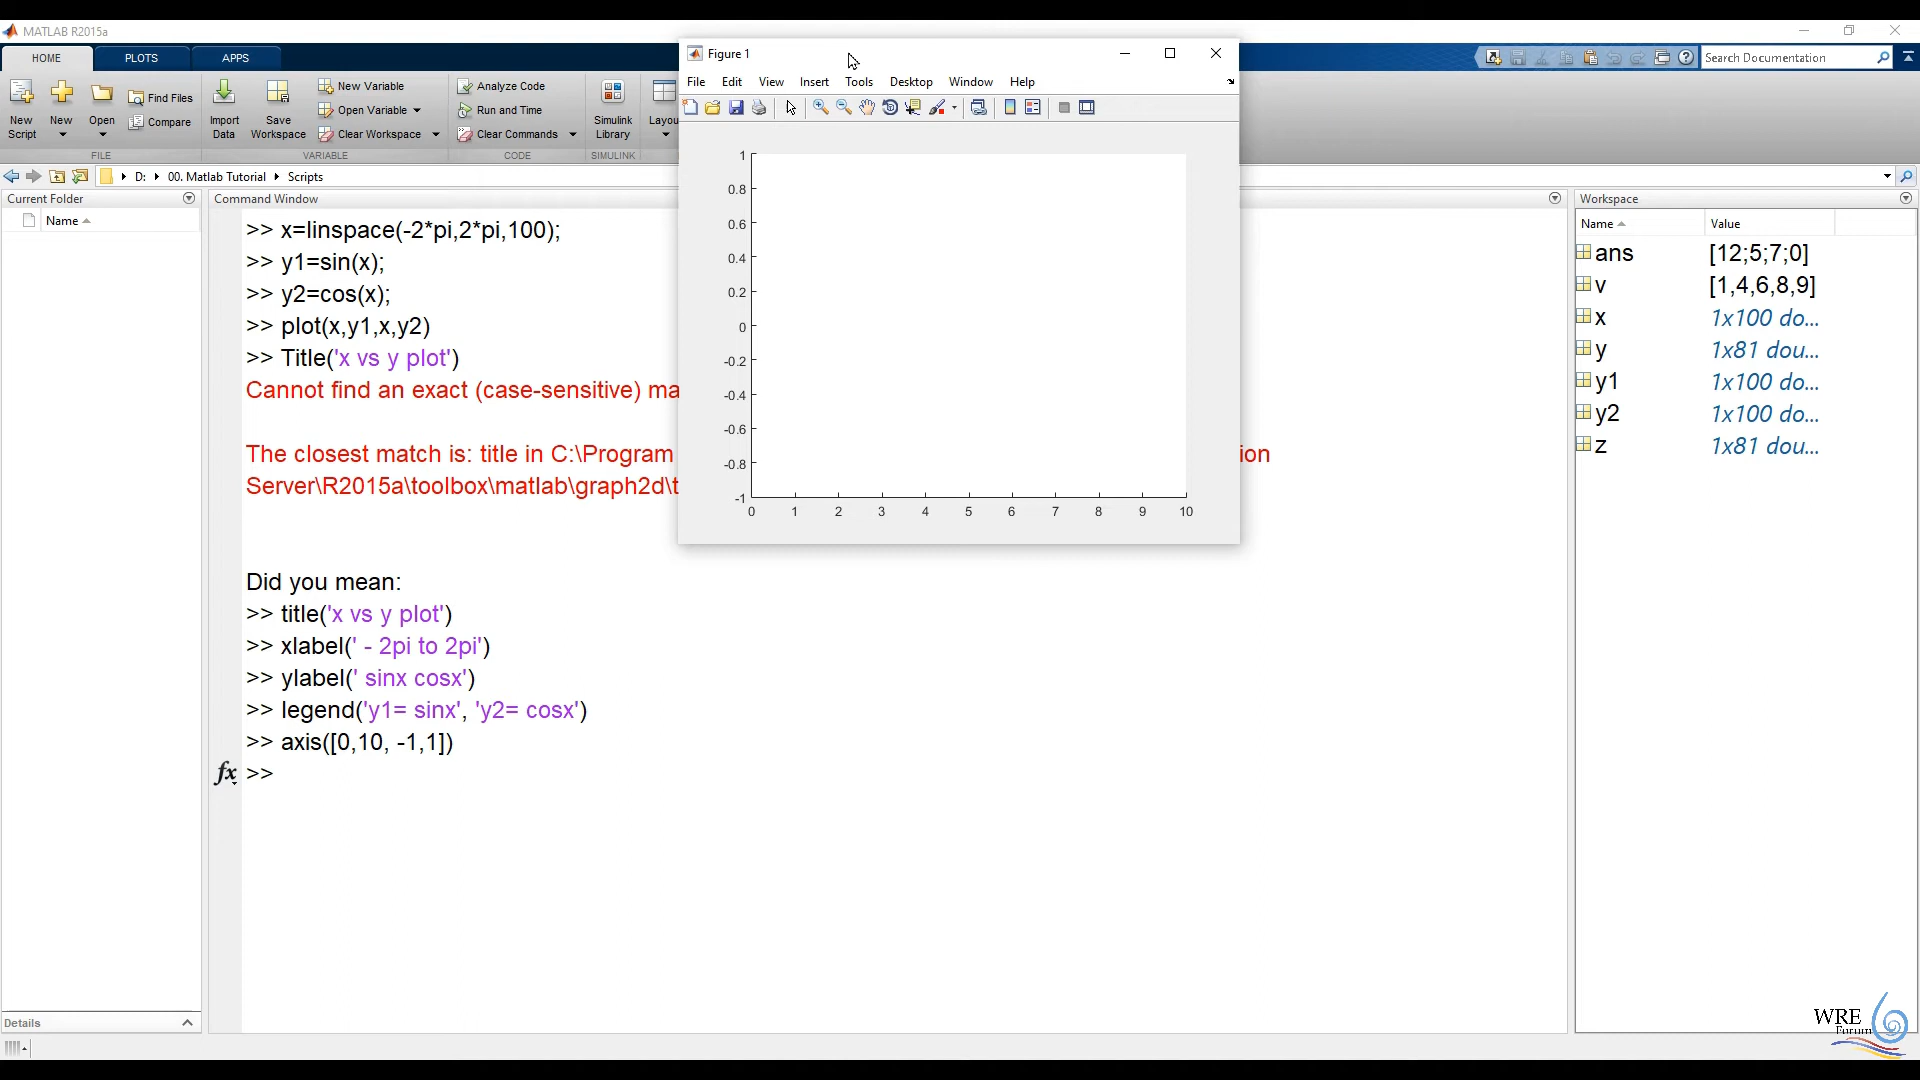 MATLAB R2015a
HOME
PLOTS
APPS
Search Documentation
New
Script
New
Open
Find Files
Compare
FILE
Import
Data
Save
Workspace
New Variable
Open Variable
Clear Workspace
VARIABLE
Analyze Code
Run and Time
Clear Commands
CODE
Simulink
Library
SIMULINK
Layou
D: 00. Matlab Tutorial Scripts
Current Folder
Name
Details
Command Window
>> x=linspace(-2*pi,2*pi,100);
>> y1=sin(x);
>> y2=cos(x);
>> plot(x,y1,x,y2)
>> Title('x vs y plot')
Cannot find an exact (case-sensitive) ma
The closest match is: title in C:\Program
ion
Server\R2015a\toolbox\matlab\graph2d\t
Did you mean:
>> title('x vs y plot')
>> xlabel(' - 2pi to 2pi')
>> ylabel(' sinx cosx')
>> legend('y1= sinx', 'y2= cosx')
>> axis([0,10, -1,1])
fx >>
Figure 1
File Edit View Insert Tools Desktop Window Help
1
0.8
0.6
0.4
0.2
0
-0.2
-0.4
-0.6
-0.8
-1
0 1 2 3 4 5 6 7 8 9 10
Workspace
Name Value
ans [12;5;7;0]
v [1,4,6,8,9]
x 1x100 do...
y 1x81 dou...
y1 1x100 do...
y2 1x100 do...
z 1x81 dou...
WRE
Forum